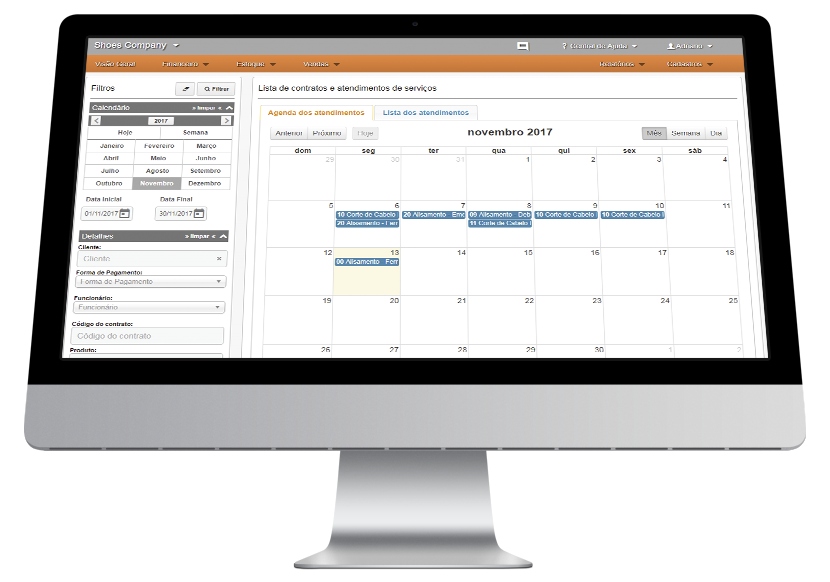 Shoes Company
? Central de Ajuda
Adriano
Visão Geral Financeiro Estoque Vendas Relatórios Cadastros
Filtros
Filtrar
Lista de contratos e atendimentos de serviços
Calendário » limpar «
< 2017 >
Hoje Semana
Janeiro Fevereiro Março
Abril Maio Junho
Julho Agosto Setembro
Outubro Novembro Dezembro
Data Inicial Data Final
01/11/2017 30/11/2017
Detalhes » limpar «
Cliente:
Cliente ×
Forma de Pagamento:
Forma de Pagamento
Funcionário:
Funcionário
Código do contrato:
Código do contrato
Produto:
Agenda dos atendimentos Lista dos atendimentos
Anterior Próximo Hoje
novembro 2017
Mês Semana Dia
dom seg ter qua qui sex sáb
29 30 31 1 2 3 4
5 6 7 8 9 10 11
10 Corte de Cabelo 20 Alisamento - Eme 09 Alisamento - Deb 10 Corte de Cabelo 10 Corte de Cabelo
20 Alisamento - Ferr 11 Corte de Cabelo
12 13 14 15 16 17 18
00 Alisamento - Ferr
19 20 21 22 23 24 25
26 27 28 29 30 1 2